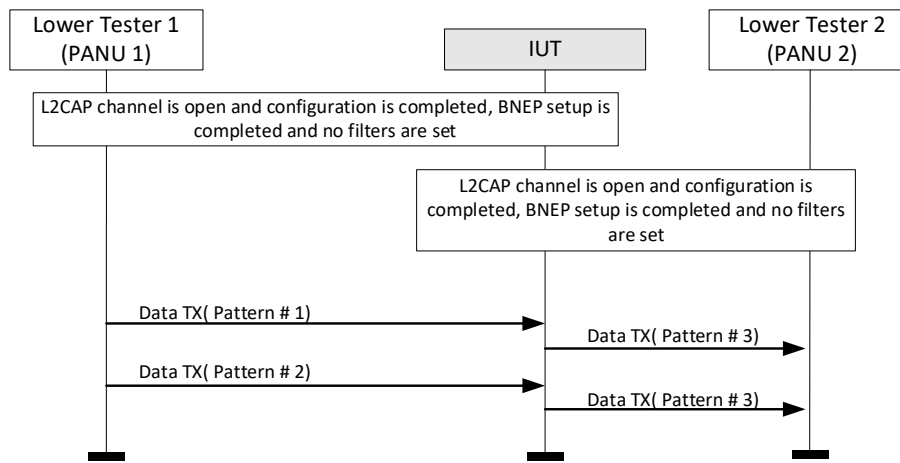 Lower Tester 1
(PANU 1)
IUT
Lower Tester 2
(PANU 2)
L2CAP channel is open and configuration is completed, BNEP setup is
completed and no filters are set
L2CAP channel is open and configuration is
completed, BNEP setup is completed and no filters
are set
Data TX( Pattern # 1)
Data TX( Pattern # 3)
Data TX( Pattern # 2)
Data TX( Pattern # 3)